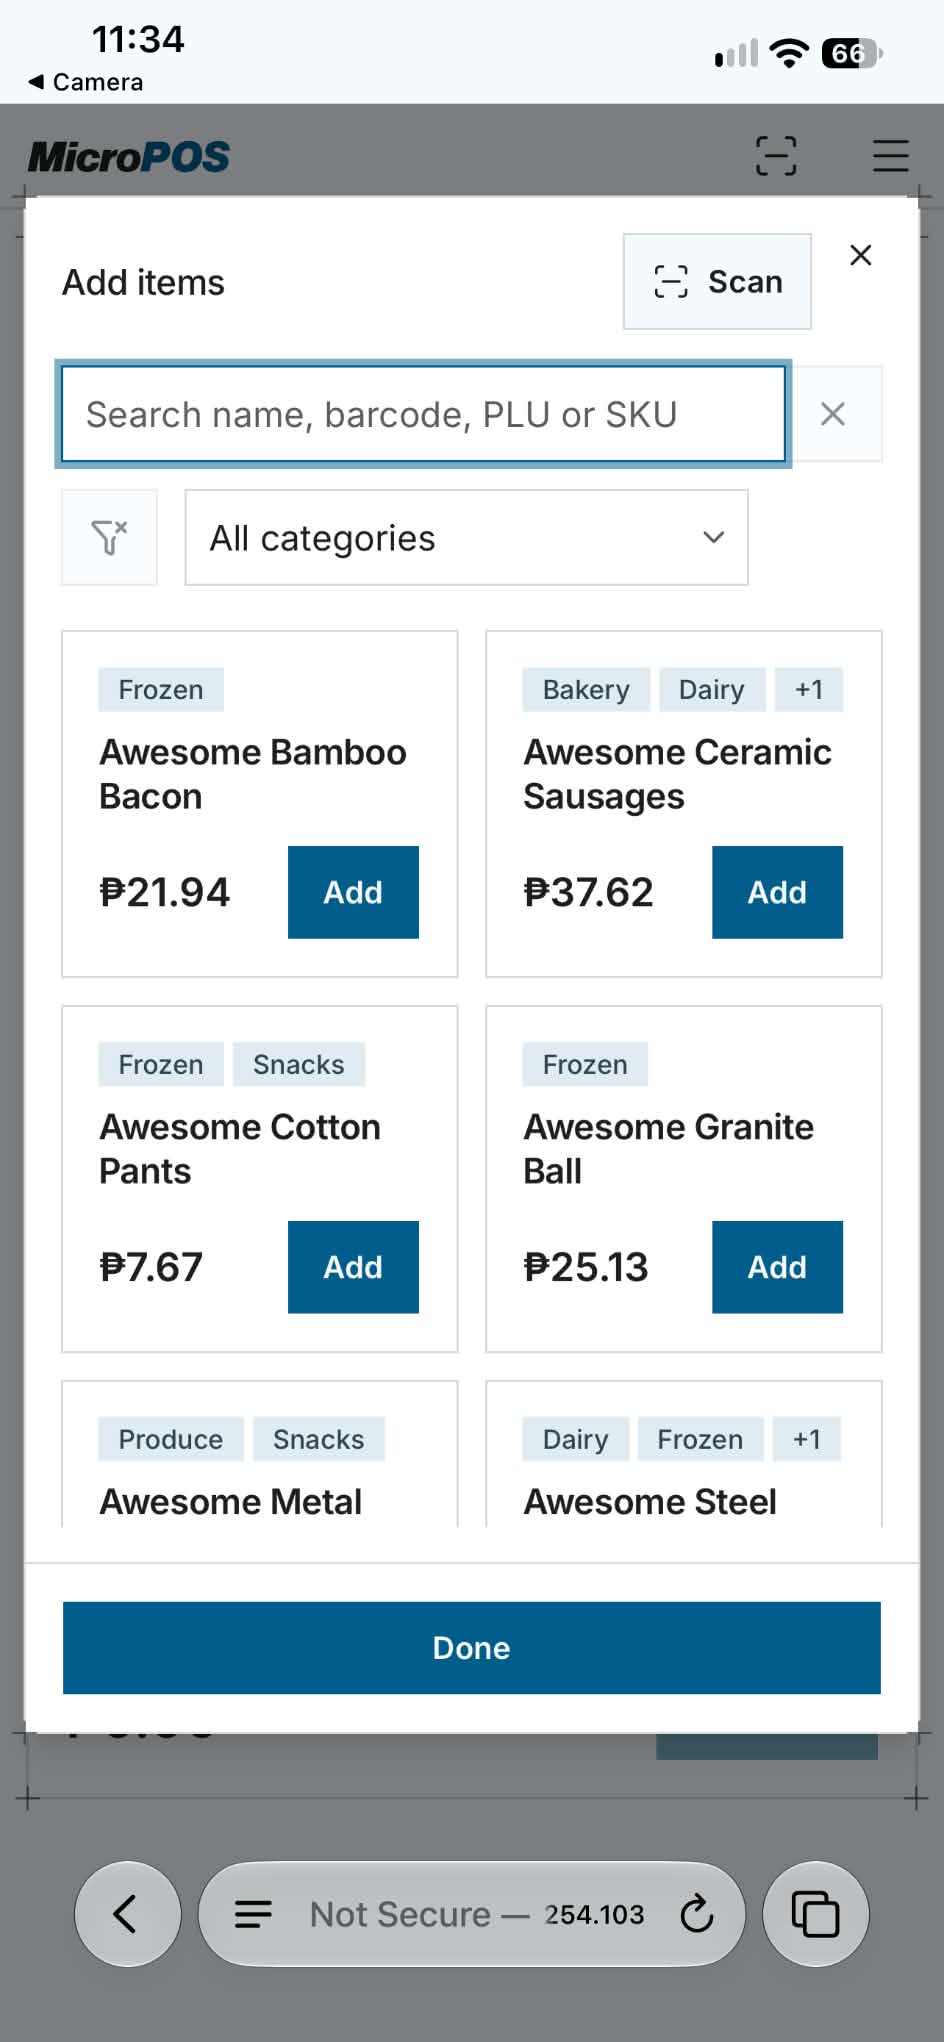 11:34
66
Camera
MicroPOS
Add items
Scan
Search name, barcode, PLU or SKU
All categories
Frozen
Awesome Bamboo
Bacon
₱21.94
Add
Bakery
Dairy
+1
Awesome Ceramic
Sausages
₱37.62
Add
Frozen
Snacks
Awesome Cotton
Pants
₱7.67
Add
Frozen
Awesome Granite
Ball
₱25.13
Add
Produce
Snacks
Awesome Metal
Dairy
Frozen
+1
Awesome Steel
Done
Not Secure — 254.103